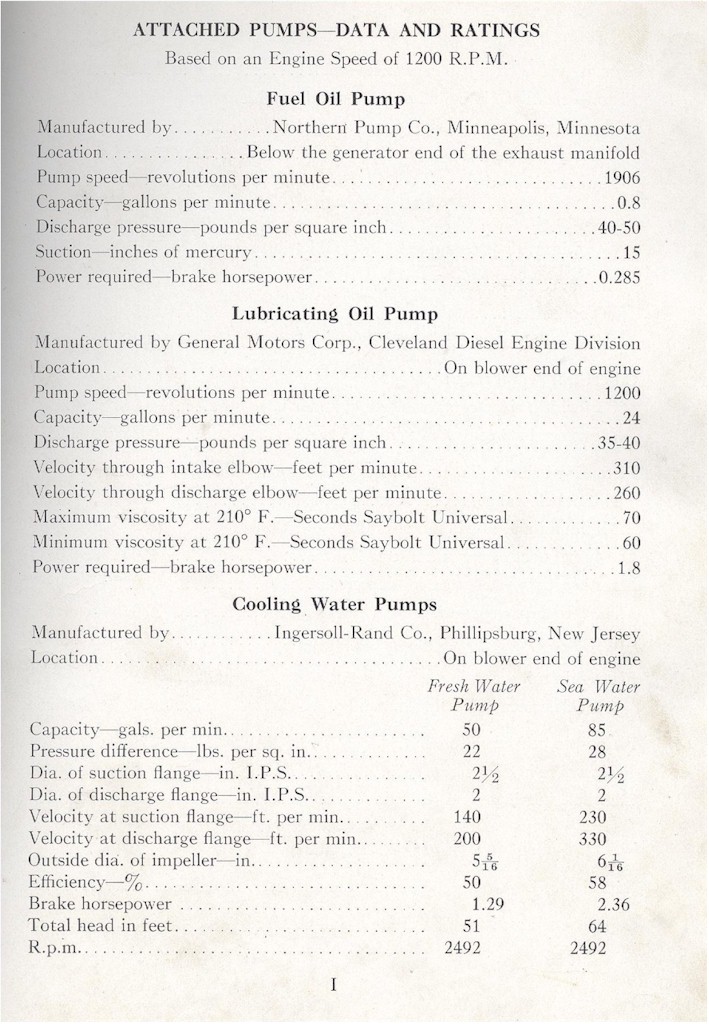 ATTACHED PUMPS—DATA AND RATINGS
Based on an Engine Speed of 1200 R.P.M.
Fuel Oil Pump
Manufactured by...........Northern Pump Co., Minneapolis, Minnesota
Location................Below the generator end of the exhaust manifold
Pump speed—revolutions per minute..............................1906
Capacity—gallons per minute......................................0.8
Discharge pressure—pounds per square inch.......................40-50
Suction—inches of mercury.........................................15
Power required—brake horsepower...............................0.285
Lubricating Oil Pump
Manufactured by General Motors Corp., Cleveland Diesel Engine Division
Location.....................................On blower end of engine
Pump speed—revolutions per minute..............................1200
Capacity—gallons per minute.......................................24
Discharge pressure—pounds per square inch.......................35-40
Velocity through intake elbow—feet per minute.....................310
Velocity through discharge elbow—feet per minute..................260
Maximum viscosity at 210° F.—Seconds Saybolt Universal............70
Minimum viscosity at 210° F.—Seconds Saybolt Universal............60
Power required—brake horsepower.................................1.8
Cooling Water Pumps
Manufactured by...........Ingersoll-Rand Co., Phillipsburg, New Jersey
Location.....................................On blower end of engine
Fresh Water Sea Water
Pump Pump
Capacity—gals. per min....................... 50 85
Pressure difference—lbs. per sq. in.............. 22 28
Dia. of suction flange—in. I.P.S................ 2½ 2½
Dia. of discharge flange—in. I.P.S.............. 2 2
Velocity at suction flange—ft. per min.......... 140 230
Velocity at discharge flange—ft. per min........ 200 330
Outside dia. of impeller—in.................... 5 5/16 6 1/16
Efficiency—%............................. 50 58
Brake horsepower ......................... 1.29 2.36
Total head in feet.......................... 51 64
R.p.m.................................... 2492 2492
I